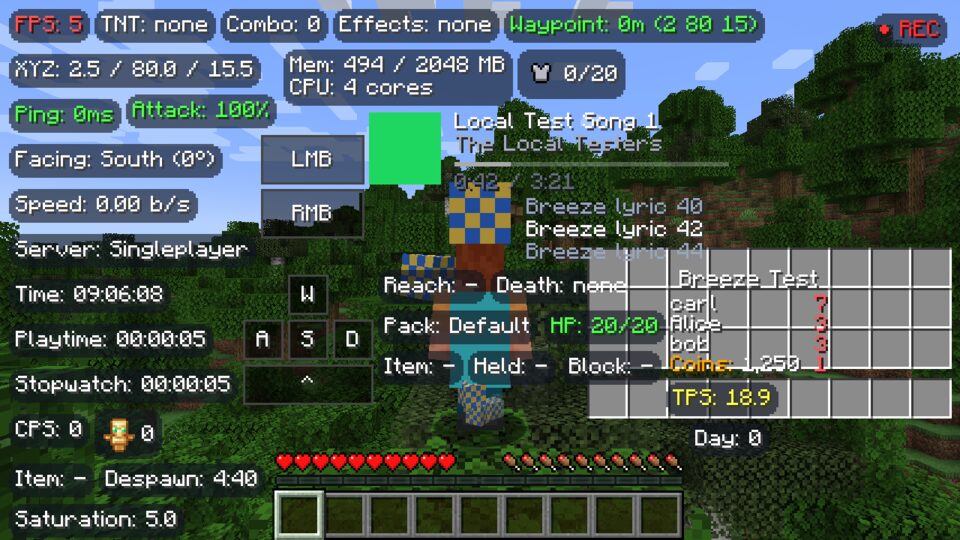 FPS: 5 TNT: none Combo: 0 Effects: none Waypoint: 0m (2 80 15) REC
XYZ: 2.5 / 80.0 / 15.5 Mem: 494 / 2048 MB
CPU: 4 cores
0/20
Ping: 0ms Attack: 100%
Local Test Song 1
The Local Testers
0:42 / 3:21
Facing: South (0°) LMB
Speed: 0.00 b/s RMB
Breeze lyric 40
Breeze lyric 42
Breeze lyric 44
Server: Singleplayer
Reach: - Death: none
Breeze Test
carl 7
Alice 3
bob 3
Coins: 1,250 1
Time: 09:06:08 W
Pack: Default HP: 20/20
Playtime: 00:00:05 A S D
Item: - Held: - Block: -
Stopwatch: 00:00:05 ^
TPS: 18.9
CPS: 0 0
Day: 0
Item: - Despawn: 4:40
Saturation: 5.0